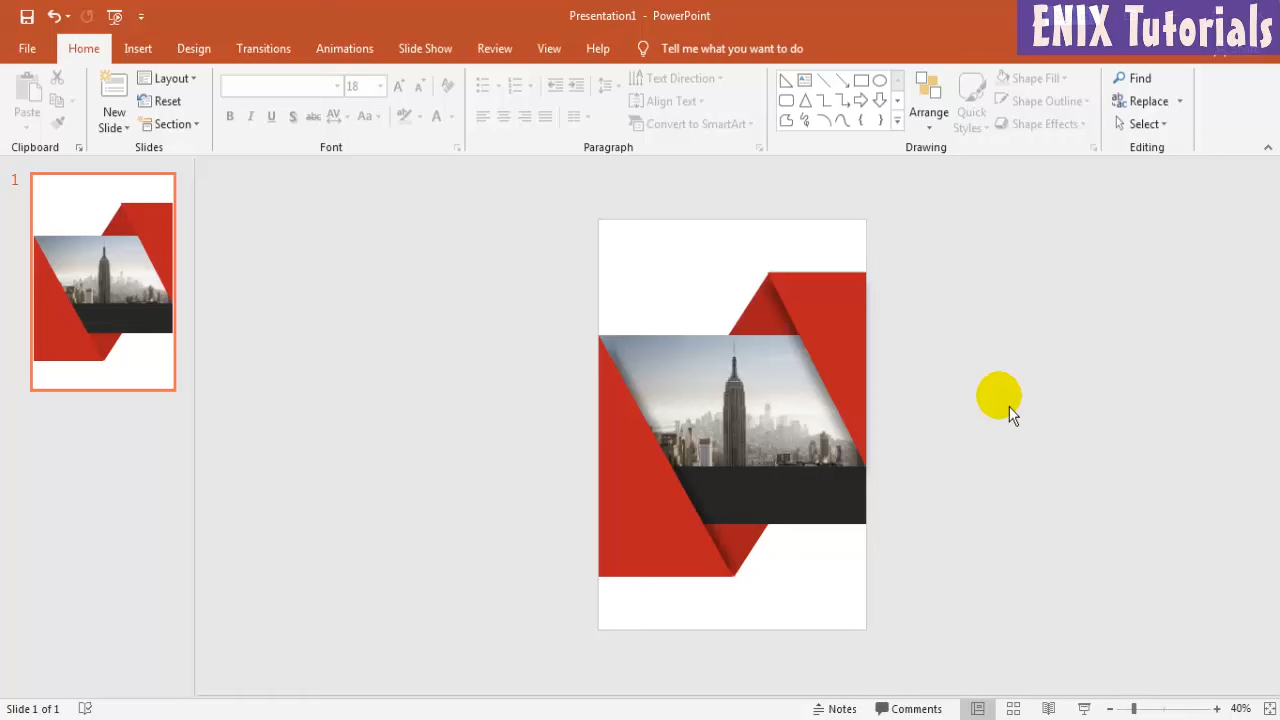 Presentation1 - PowerPoint
ENIX Tutorials
File Home Insert Design Transitions Animations Slide Show Review View Help Tell me what you want to do
Paste
Clipboard
New Slide
Layout
Reset
Section
Slides
18
B I U S abc AV Aa A
Font
Text Direction
Align Text
Convert to SmartArt
Paragraph
Arrange
Quick Styles
Shape Fill
Shape Outline
Shape Effects
Drawing
Find
Replace
Select
Editing
1
Slide 1 of 1
Notes
Comments
40%